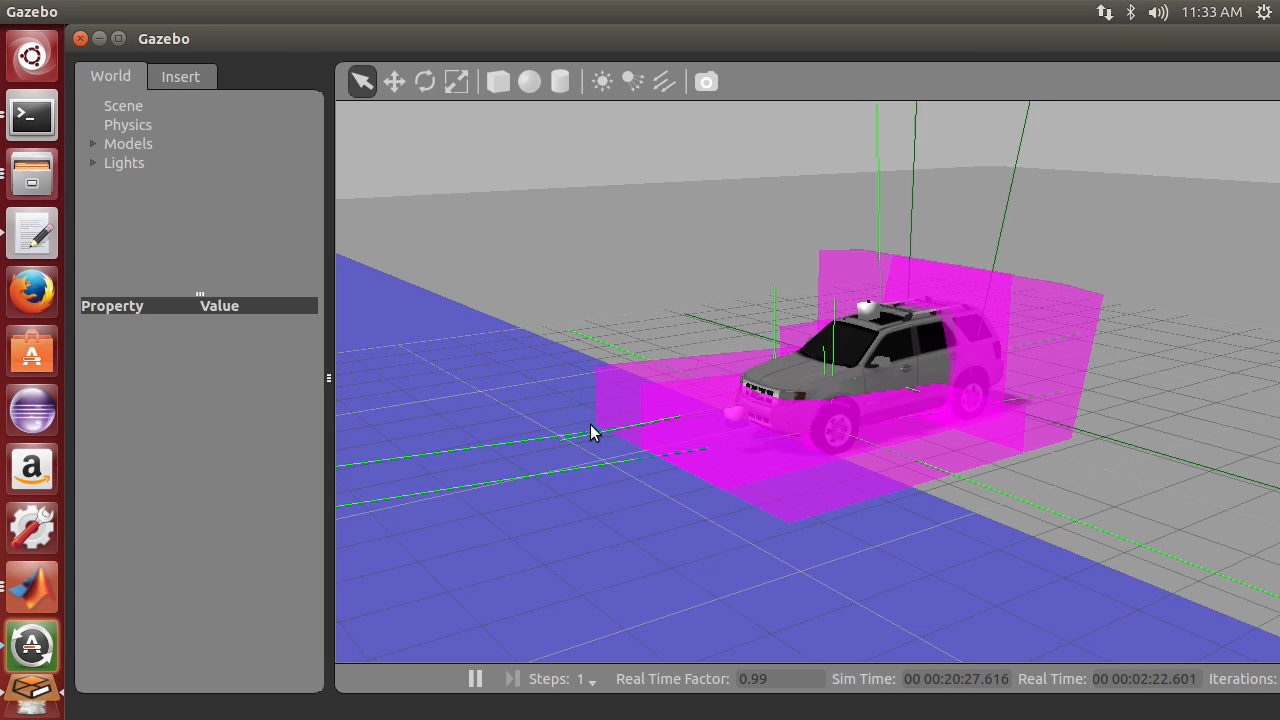 Gazebo
11:33 AM
Gazebo
World
Insert
Scene
Physics
Models
Lights
Property Value
Steps: 1 Real Time Factor: 0.99 Sim Time: 00 00:20:27.616 Real Time: 00 00:02:22.601 Iterations: